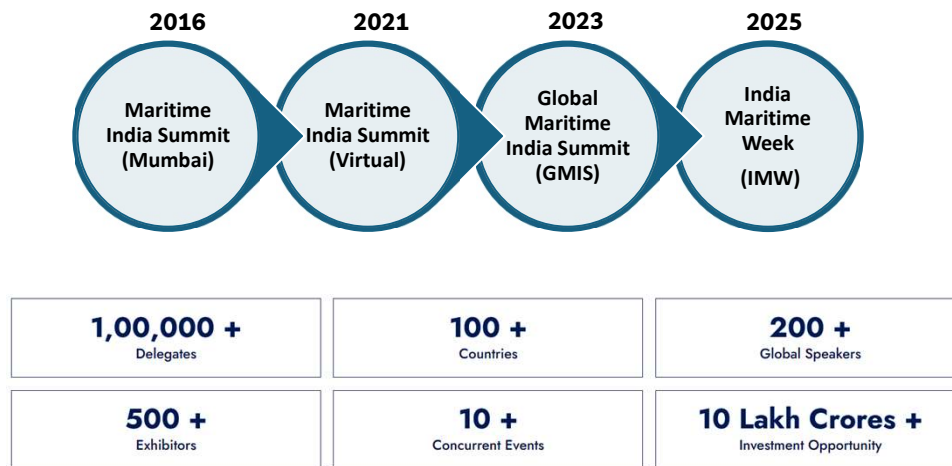 2016
2021
2023
2025
Maritime
India Summit
(Mumbai)
Maritime
India Summit
(Virtual)
Global
Maritime
India Summit
(GMIS)
India
Maritime
Week
(IMW)
1,00,000 +
Delegates
100 +
Countries
200 +
Global Speakers
500 +
Exhibitors
10 +
Concurrent Events
10 Lakh Crores +
Investment Opportunity